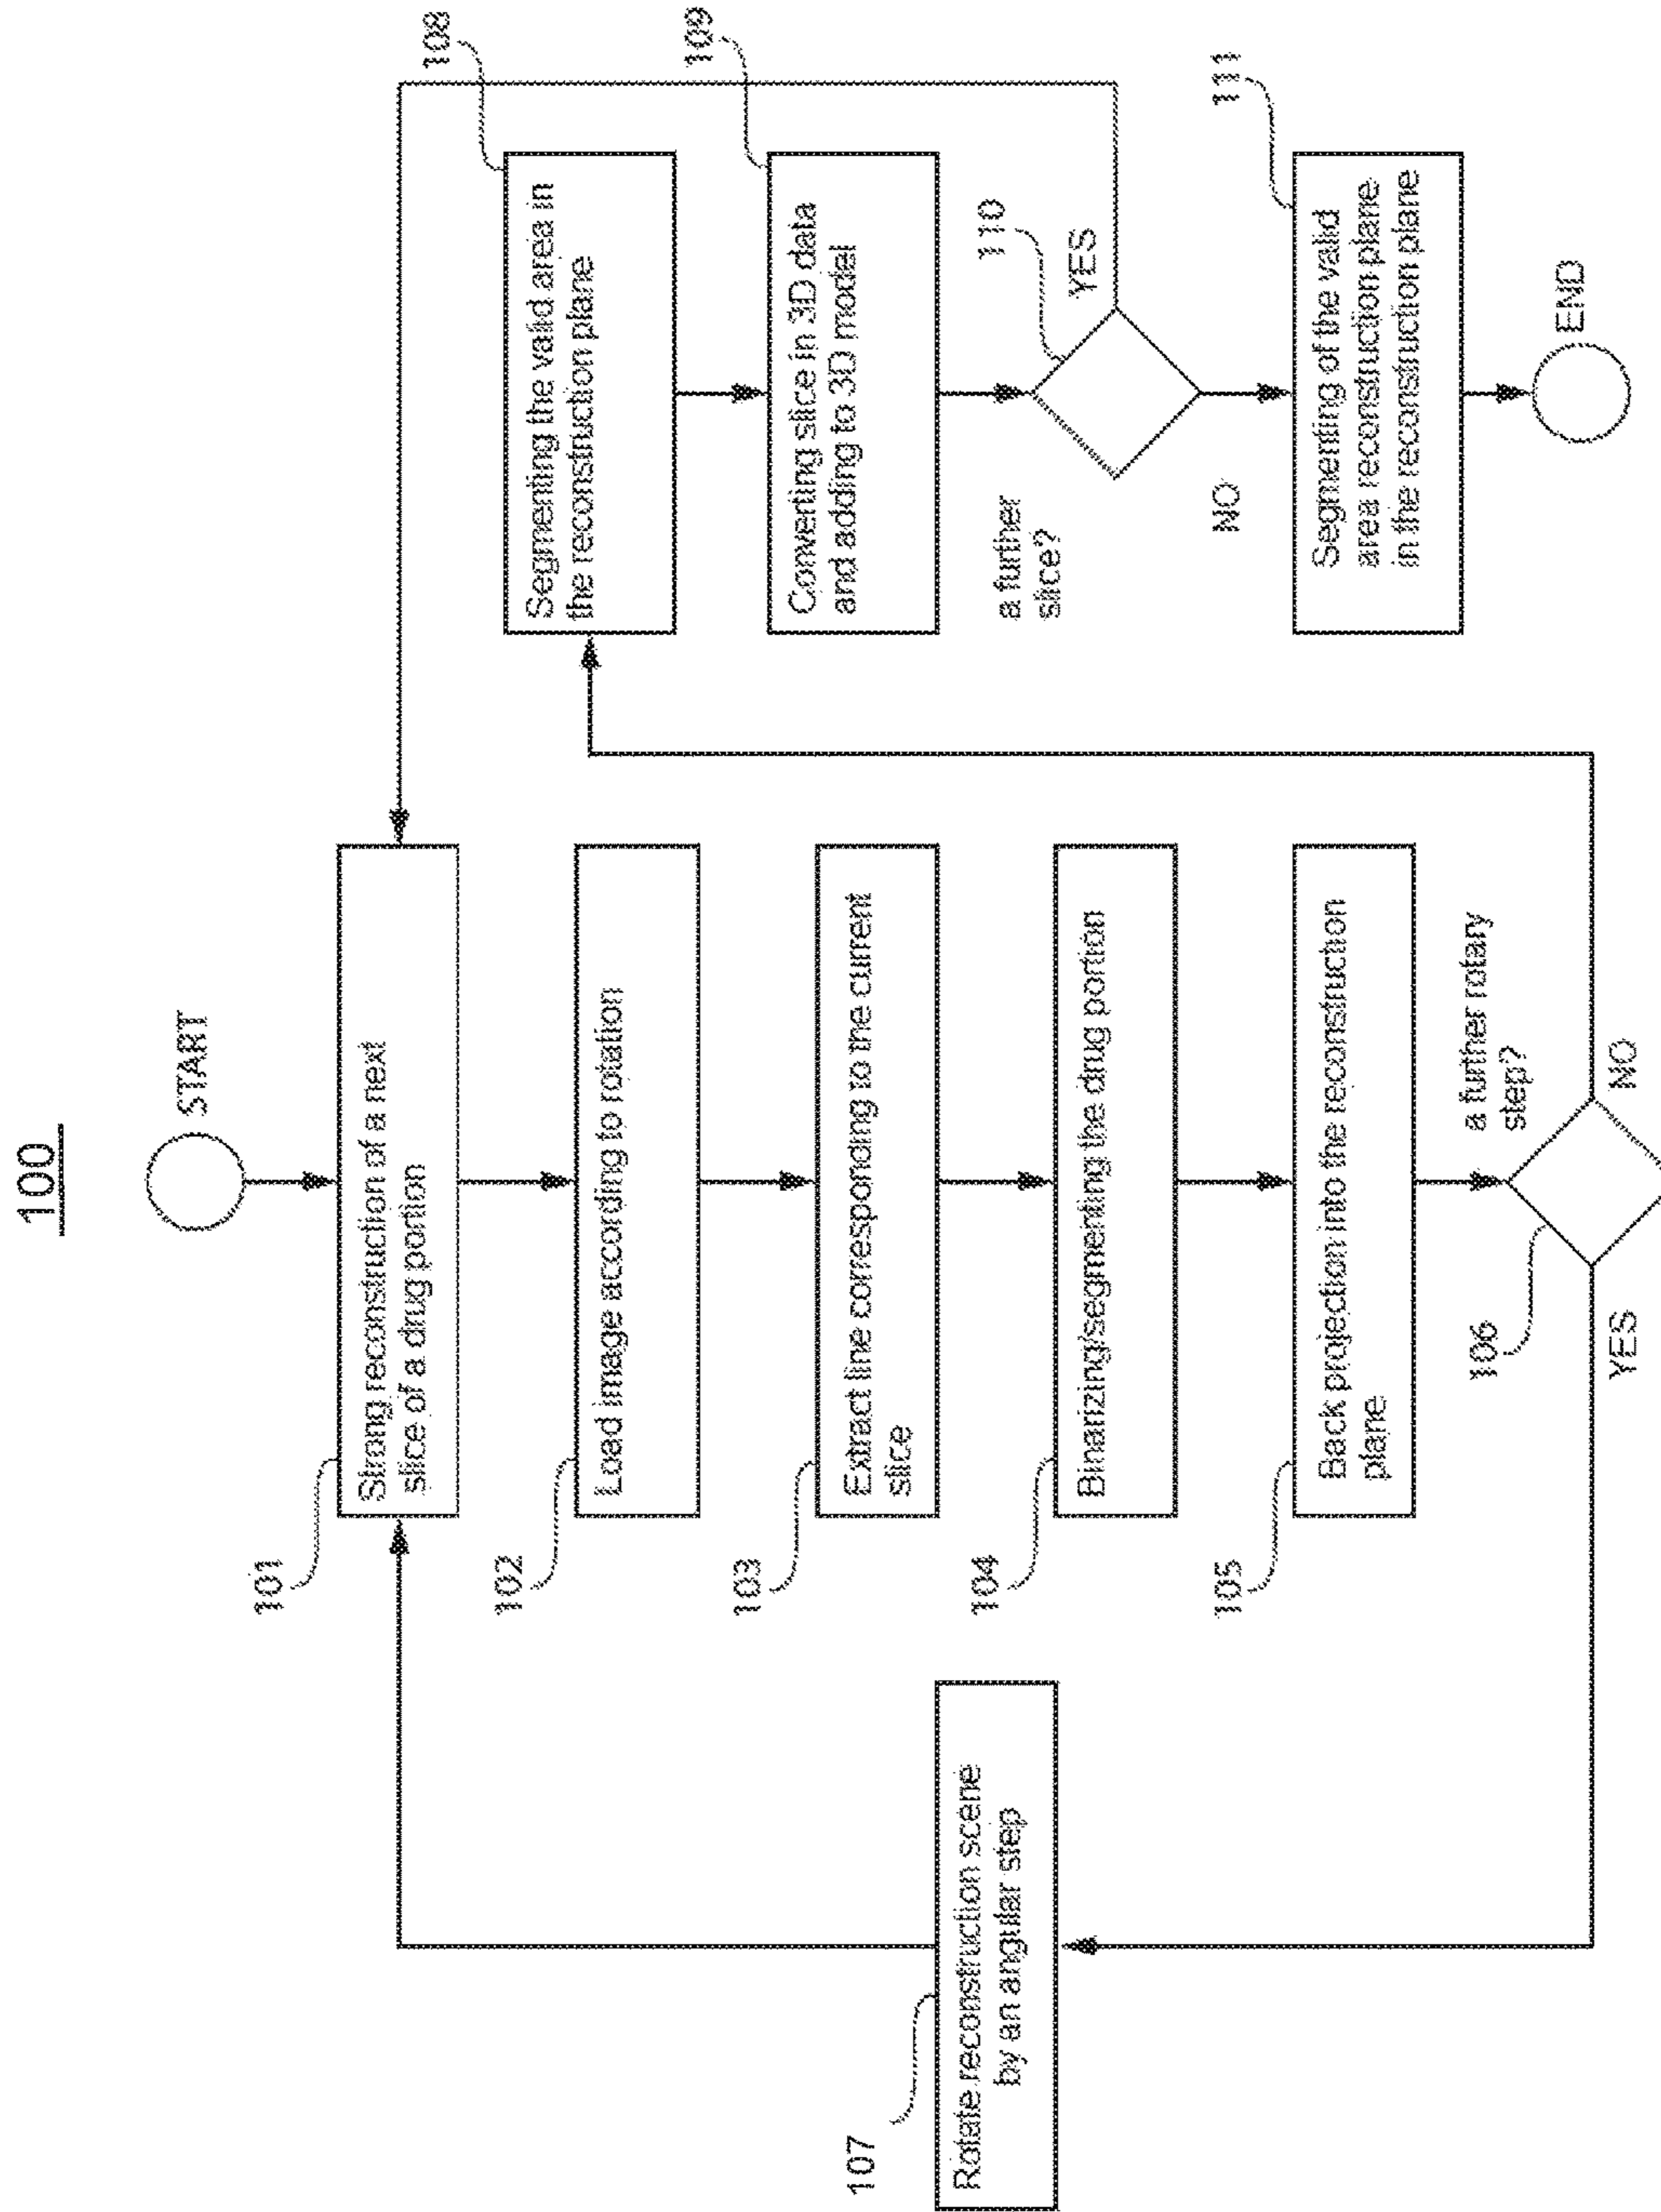 100
START
101
Strong reconstruction of a next
slice of a drug portion
102
Load image according to rotation
103
Extract line corresponding to the current
slice
104
Binarizing/segmenting the drug portion
105
Back projection into the reconstruction
plane
a further rotary
step?
106
YES
NO
107
Rotate reconstruction scene
by an angular step
108
Segmenting the valid area in
the reconstruction plane
109
Converting slice in 3D data
and adding to 3D model
110
a further
slice?
YES
NO
111
Segmenting of the valid
area reconstruction plane
in the reconstruction plane
END